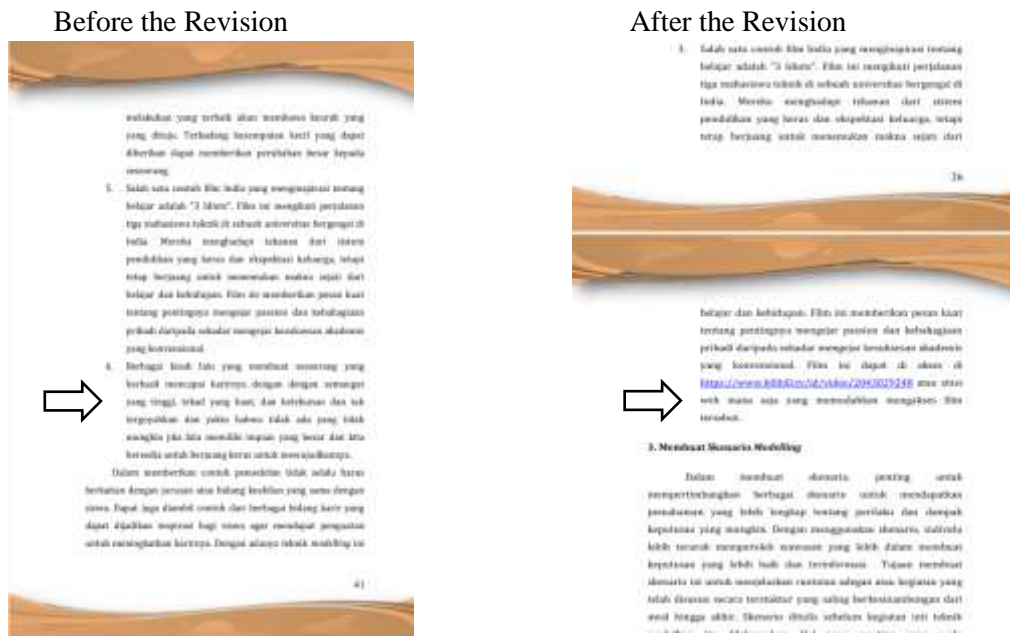 Before the Revision
melakukan yang terbaik akan membawa kearah yang
yang dituju. Terkadang kesempatan kecil yang dapat
diberikan dapat memberikan perubahan besar kepada
seseorang.
5. Salah satu contoh film India yang menginspirasi tentang
belajar adalah "3 Idiots". Film ini mengikuti perjalanan
tiga mahasiswa teknik di sebuah universitas bergengsi di
India. Mereka menghadapi tekanan dari sistem
pendidikan yang keras dan ekspektasi keluarga, tetapi
tetap berjuang untuk menemukan makna sejati dari
belajar dan kehidupan. Film ini memberikan pesan kuat
tentang pentingnya mengejar passion dan kebahagiaan
pribadi daripada sekadar mengejar kesuksesan akademis
yang konvensional.
6. Berbagai kisah lain yang membuat seseorang yang
berhasil mencapai karirnya dengan dengan semangat
yang tinggi, tekad yang kuat, dan ketekunan dan tak
tergoyahkan dan yakin bahwa tidak ada yang tidak
mungkin jika kita memiliki impian yang besar dan kita
bersedia untuk berjuang keras untuk mewujudkannya.
Dalam memberikan contoh pemodelan tidak selalu harus
berkaitan dengan jurusan atau bidang keahlian yang sama dengan
siswa. Dapat juga diambil contoh dari berbagai bidang karir yang
dapat dijadikan inspirasi bagi siswa agar mendapat penguatan
untuk meningkatkan karirnya. Dengan adanya teknik modelling ini
After the Revision
Salah satu contoh film India yang menginspirasi tentang
belajar adalah "3 Idiots". Film ini mengikuti perjalanan
tiga mahasiswa teknik di sebuah universitas bergengsi di
India. Mereka menghadapi tekanan dari sistem
pendidikan yang keras dan ekspektasi keluarga, tetapi
tetap berjuang untuk menemukan makna sejati dari
26
belajar dan kehidupan. Film ini memberikan pesan kuat
tentang pentingnya mengejar passion dan kebahagiaan
pribadi daripada sekadar mengejar kesuksesan akademis
yang konvensional. Film ini dapat di akses di
https://www.bilibili.tv/id/video/2043025248 atau situs
web mana saja yang memudahkan mengakses film
tersebut.
3. Membuat Skenario Modelling
Dalam membuat skenario, penting untuk
mempertimbangkan berbagai skenario untuk mendapatkan
pemahaman yang lebih lengkap tentang perilaku dan dampak
keputusan yang mungkin. Dengan menggunakan skenario, individu
lebih terarah memperoleh wawasan yang lebih dalam membuat
keputusan yang lebih baik dan terinformasi. Tujuan membuat
skenario ini untuk menjelaskan runtutan adegan atau kegiatan yang
telah disusun secara terstruktur yang saling berkesinambungan dari
awal hingga akhir. Skenario ditulis sebelum kegiatan inti teknik